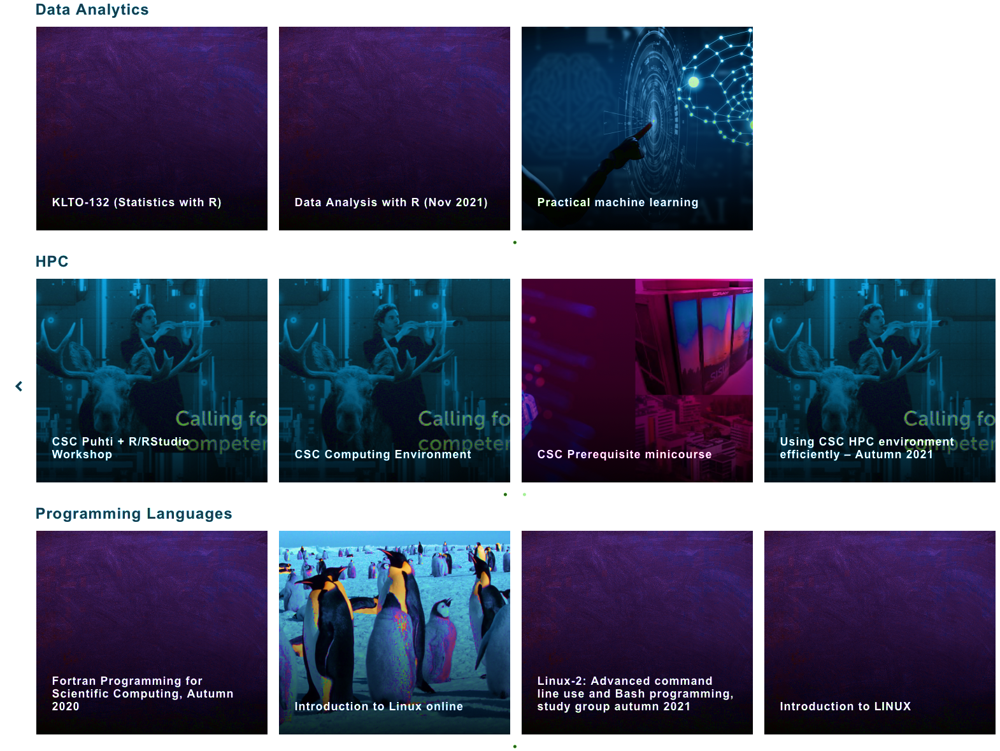 Data Analytics
KLTO-132 (Statistics with R)
Data Analysis with R (Nov 2021)
Practical machine learning
AI
HPC
CRAY
Calling fo
competer
CSC Puhti + R/RStudio
Workshop
Calling fo
competer
CSC Computing Environment
CSC Prerequisite minicourse
Calling fo
competer
Using CSC HPC environment
efficiently – Autumn 2021
Programming Languages
Fortran Programming for
Scientific Computing, Autumn
2020
Introduction to Linux online
Linux-2: Advanced command
line use and Bash programming,
study group autumn 2021
Introduction to LINUX